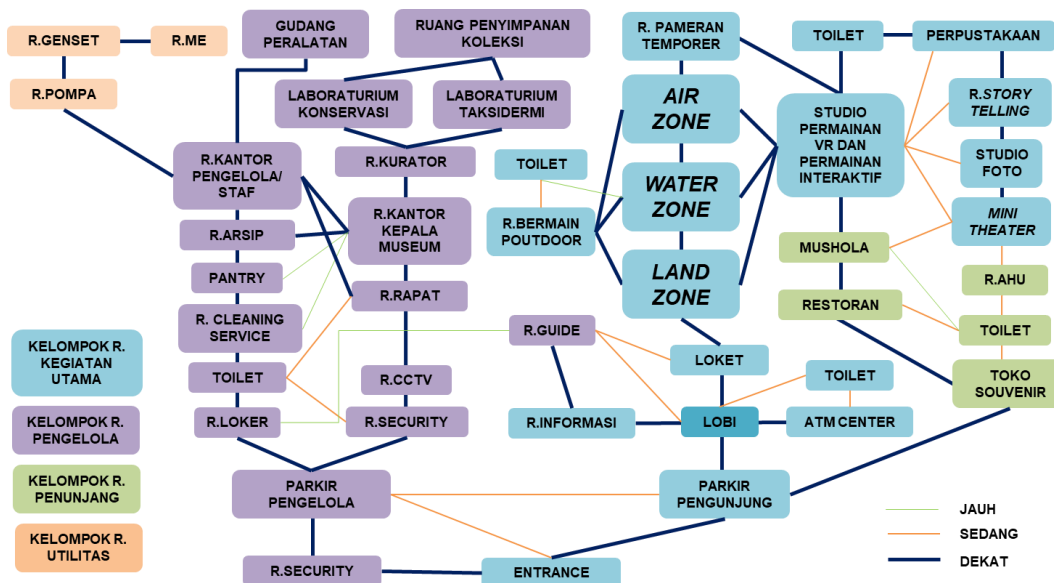 R.GENSET
R.ME
R.POMPA
GUDANG
PERALATAN
RUANG PENYIMPANAN
KOLEKSI
LABORATURIUM
KONSERVASI
LABORATURIUM
TAKSIDERMI
R.KANTOR
PENGELOLA/
STAF
R.KURATOR
R.KANTOR
KEPALA
MUSEUM
R.ARSIP
PANTRY
R. CLEANING
SERVICE
TOILET
R.LOKER
R.RAPAT
R.CCTV
R.SECURITY
PARKIR
PENGELOLA
R.SECURITY
R. PAMERAN
TEMPORER
AIR
ZONE
WATER
ZONE
LAND
ZONE
TOILET
R.BERMAIN
POUTDOOR
TOILET
PERPUSTAKAAN
STUDIO
PERMAINAN
VR DAN
PERMAINAN
INTERAKTIF
R.STORY
TELLING
STUDIO
FOTO
MINI
THEATER
MUSHOLA
R.AHU
RESTORAN
TOILET
TOKO
SOUVENIR
R.GUIDE
LOKET
TOILET
R.INFORMASI
LOBI
ATM CENTER
PARKIR
PENGUNJUNG
ENTRANCE
KELOMPOK R.
KEGIATAN
UTAMA
KELOMPOK R.
PENGELOLA
KELOMPOK R.
PENUNJANG
KELOMPOK R.
UTILITAS
JAUH
SEDANG
DEKAT